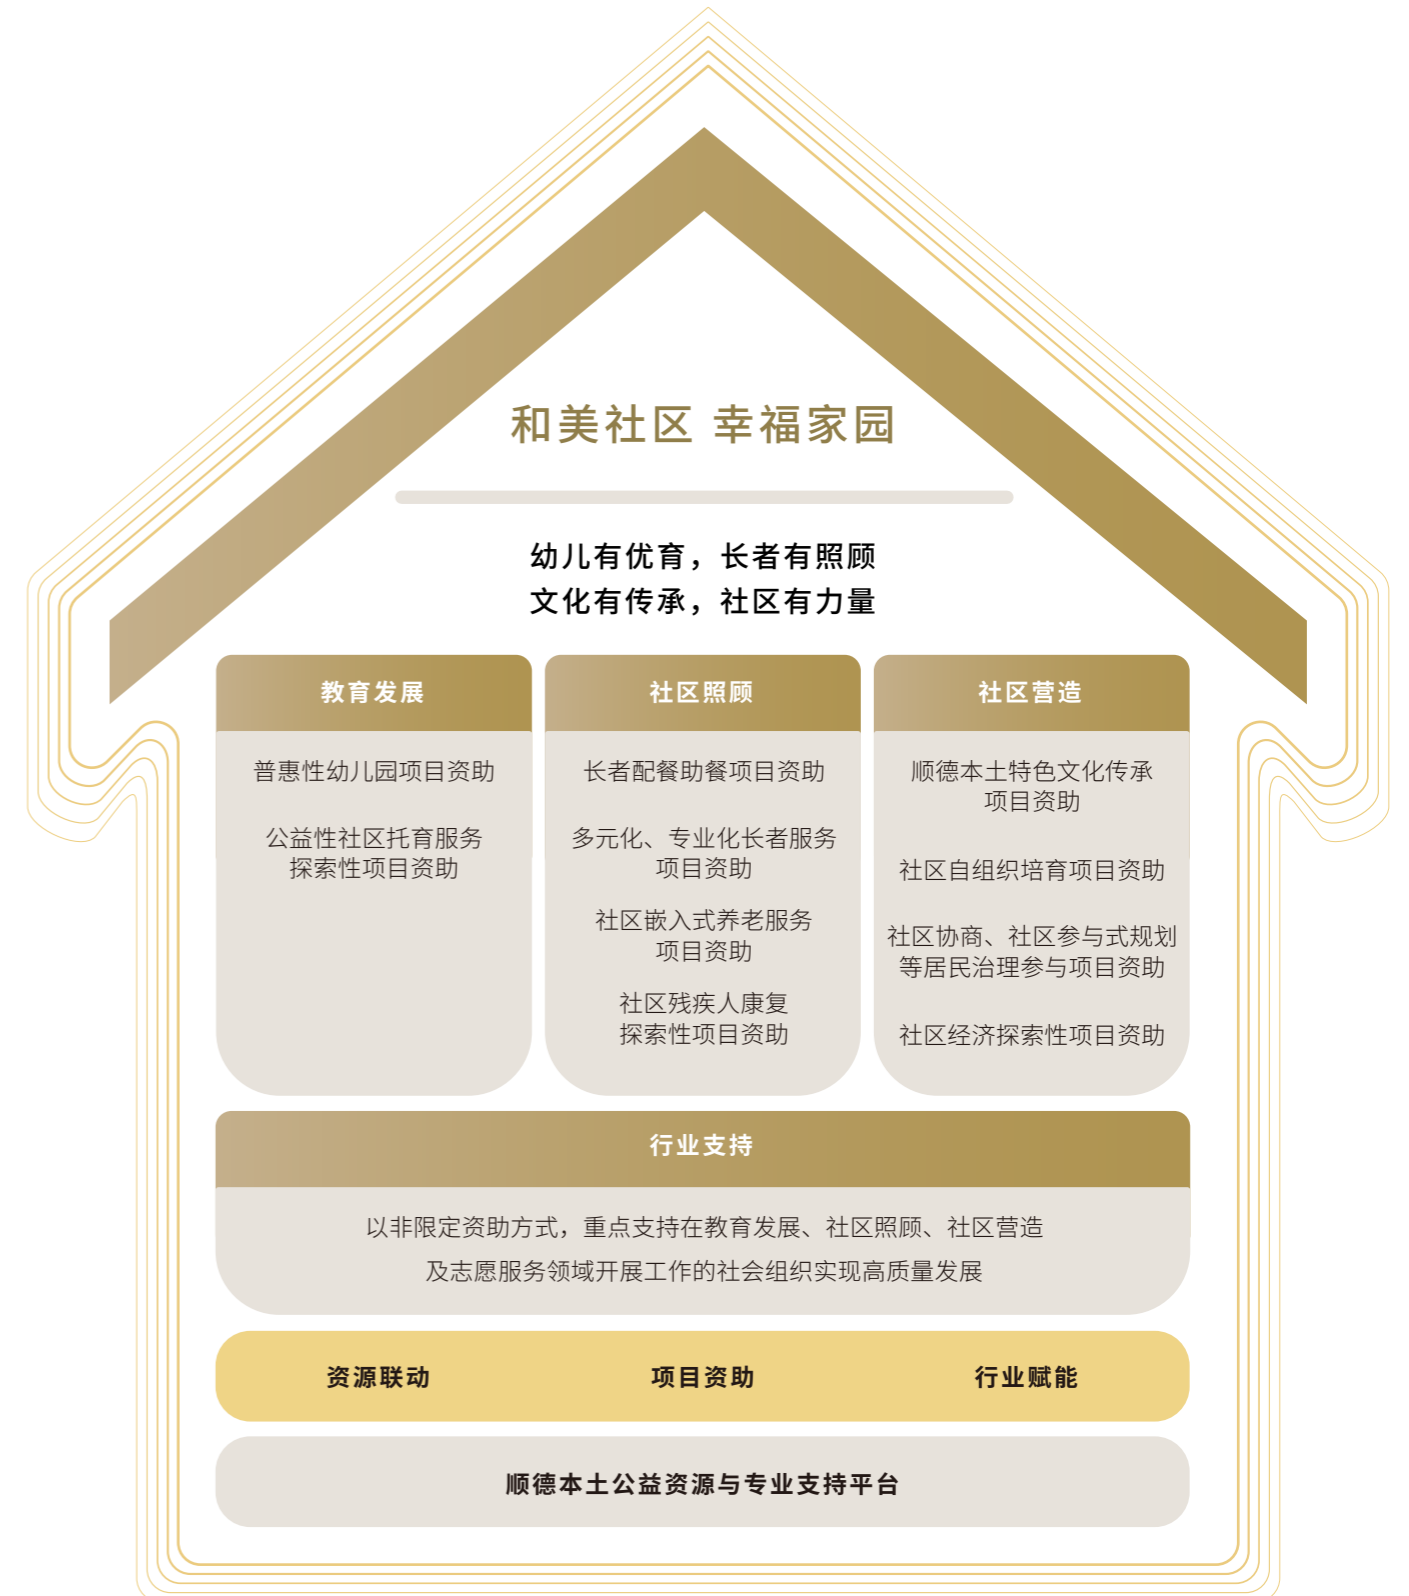 和美社区 幸福家园
幼儿有优育，长者有照顾
文化有传承，社区有力量
教育发展
普惠性幼儿园项目资助
公益性社区托育服务
探索性项目资助
社区照顾
长者配餐助餐项目资助
多元化、专业化长者服务
项目资助
社区嵌入式养老服务
项目资助
社区残疾人康复
探索性项目资助
社区营造
顺德本土特色文化传承
项目资助
社区自组织培育项目资助
社区协商、社区参与式规划
等居民治理参与项目资助
社区经济探索性项目资助
行业支持
以非限定资助方式，重点支持在教育发展、社区照顾、社区营造
及志愿服务领域开展工作的社会组织实现高质量发展
资源联动
项目资助
行业赋能
顺德本土公益资源与专业支持平台